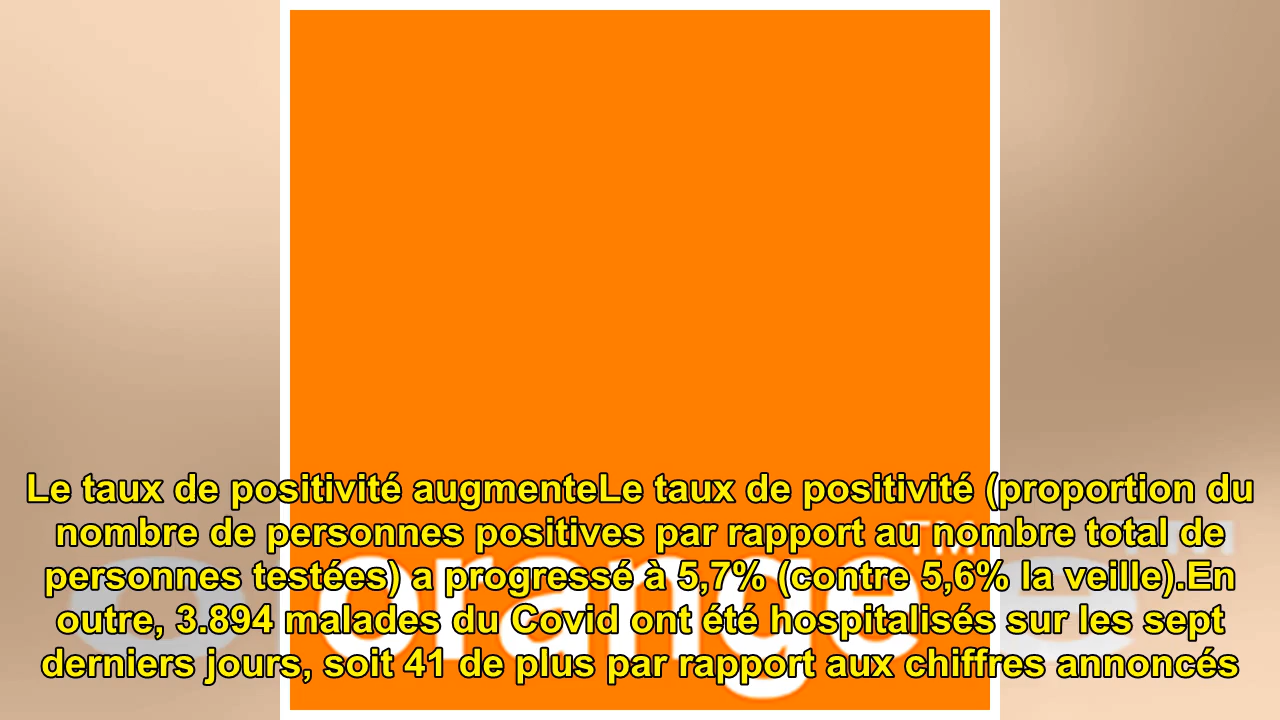 Le taux de positivité augmenteLe taux de positivité (proportion du
nombre de personnes positives par rapport au nombre total de
personnes testées) a progressé à 5,7% (contre 5,6% la veille).En
outre, 3.894 malades du Covid ont été hospitalisés sur les sept
derniers jours, soit 41 de plus par rapport aux chiffres annoncés
orange™